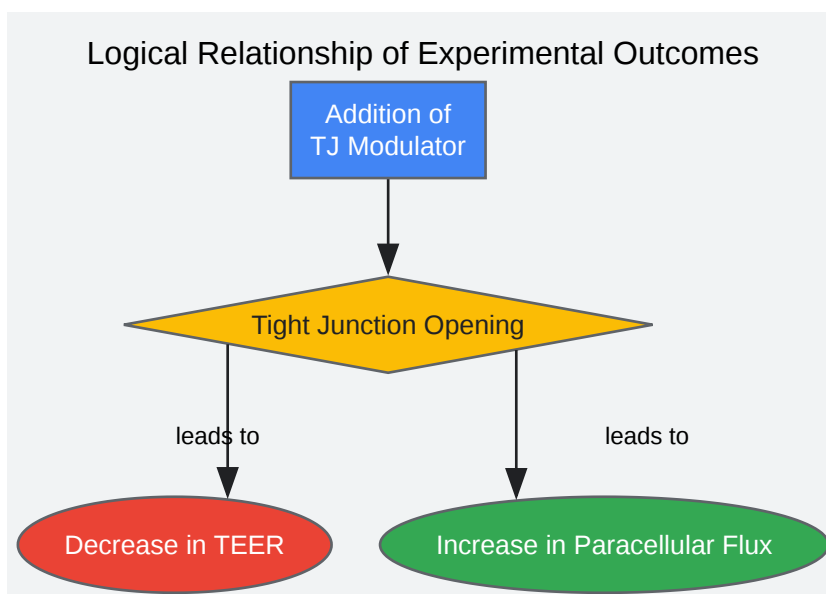 Logical Relationship of Experimental Outcomes
Addition of
TJ Modulator
Tight Junction Opening
leads to
leads to
Decrease in TEER
Increase in Paracellular Flux